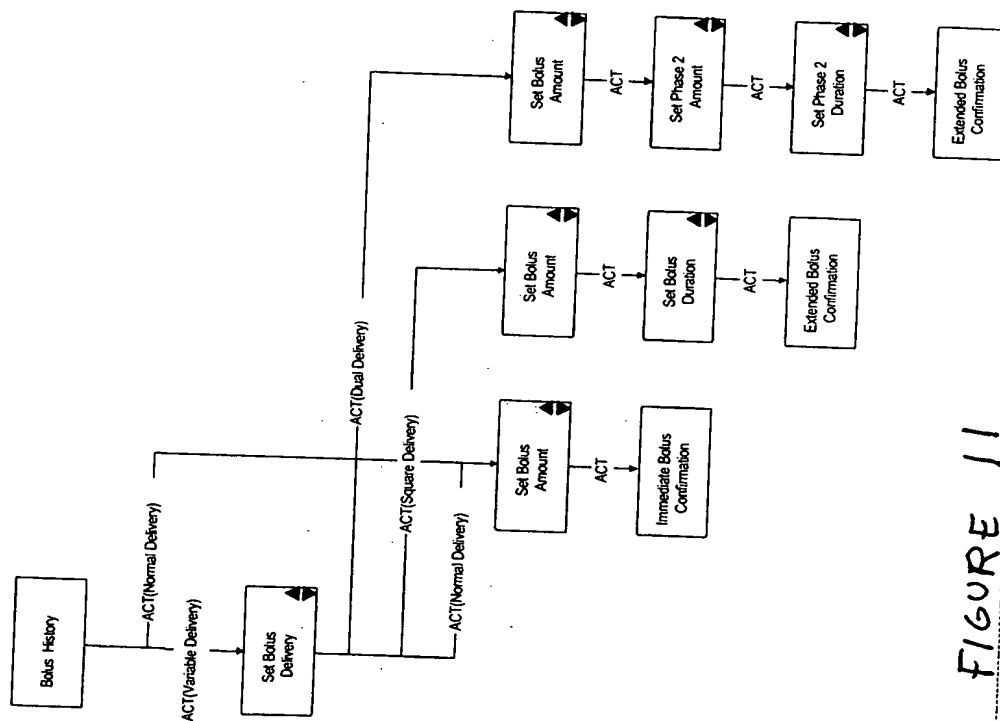 Bolus History
ACT(Normal Delivery)
ACT(Variable Delivery)
Set Bolus
Delivery
ACT(Dual Delivery)
ACT(Square Delivery)
ACT(Normal Delivery)
Set Bolus
Amount
ACT
Immediate Bolus
Confirmation
Set Bolus
Amount
ACT
Set Bolus
Duration
ACT
Extended Bolus
Confirmation
Set Bolus
Amount
ACT
Set Phase 2
Amount
ACT
Set Phase 2
Duration
ACT
Extended Bolus
Confirmation
FIGURE 11